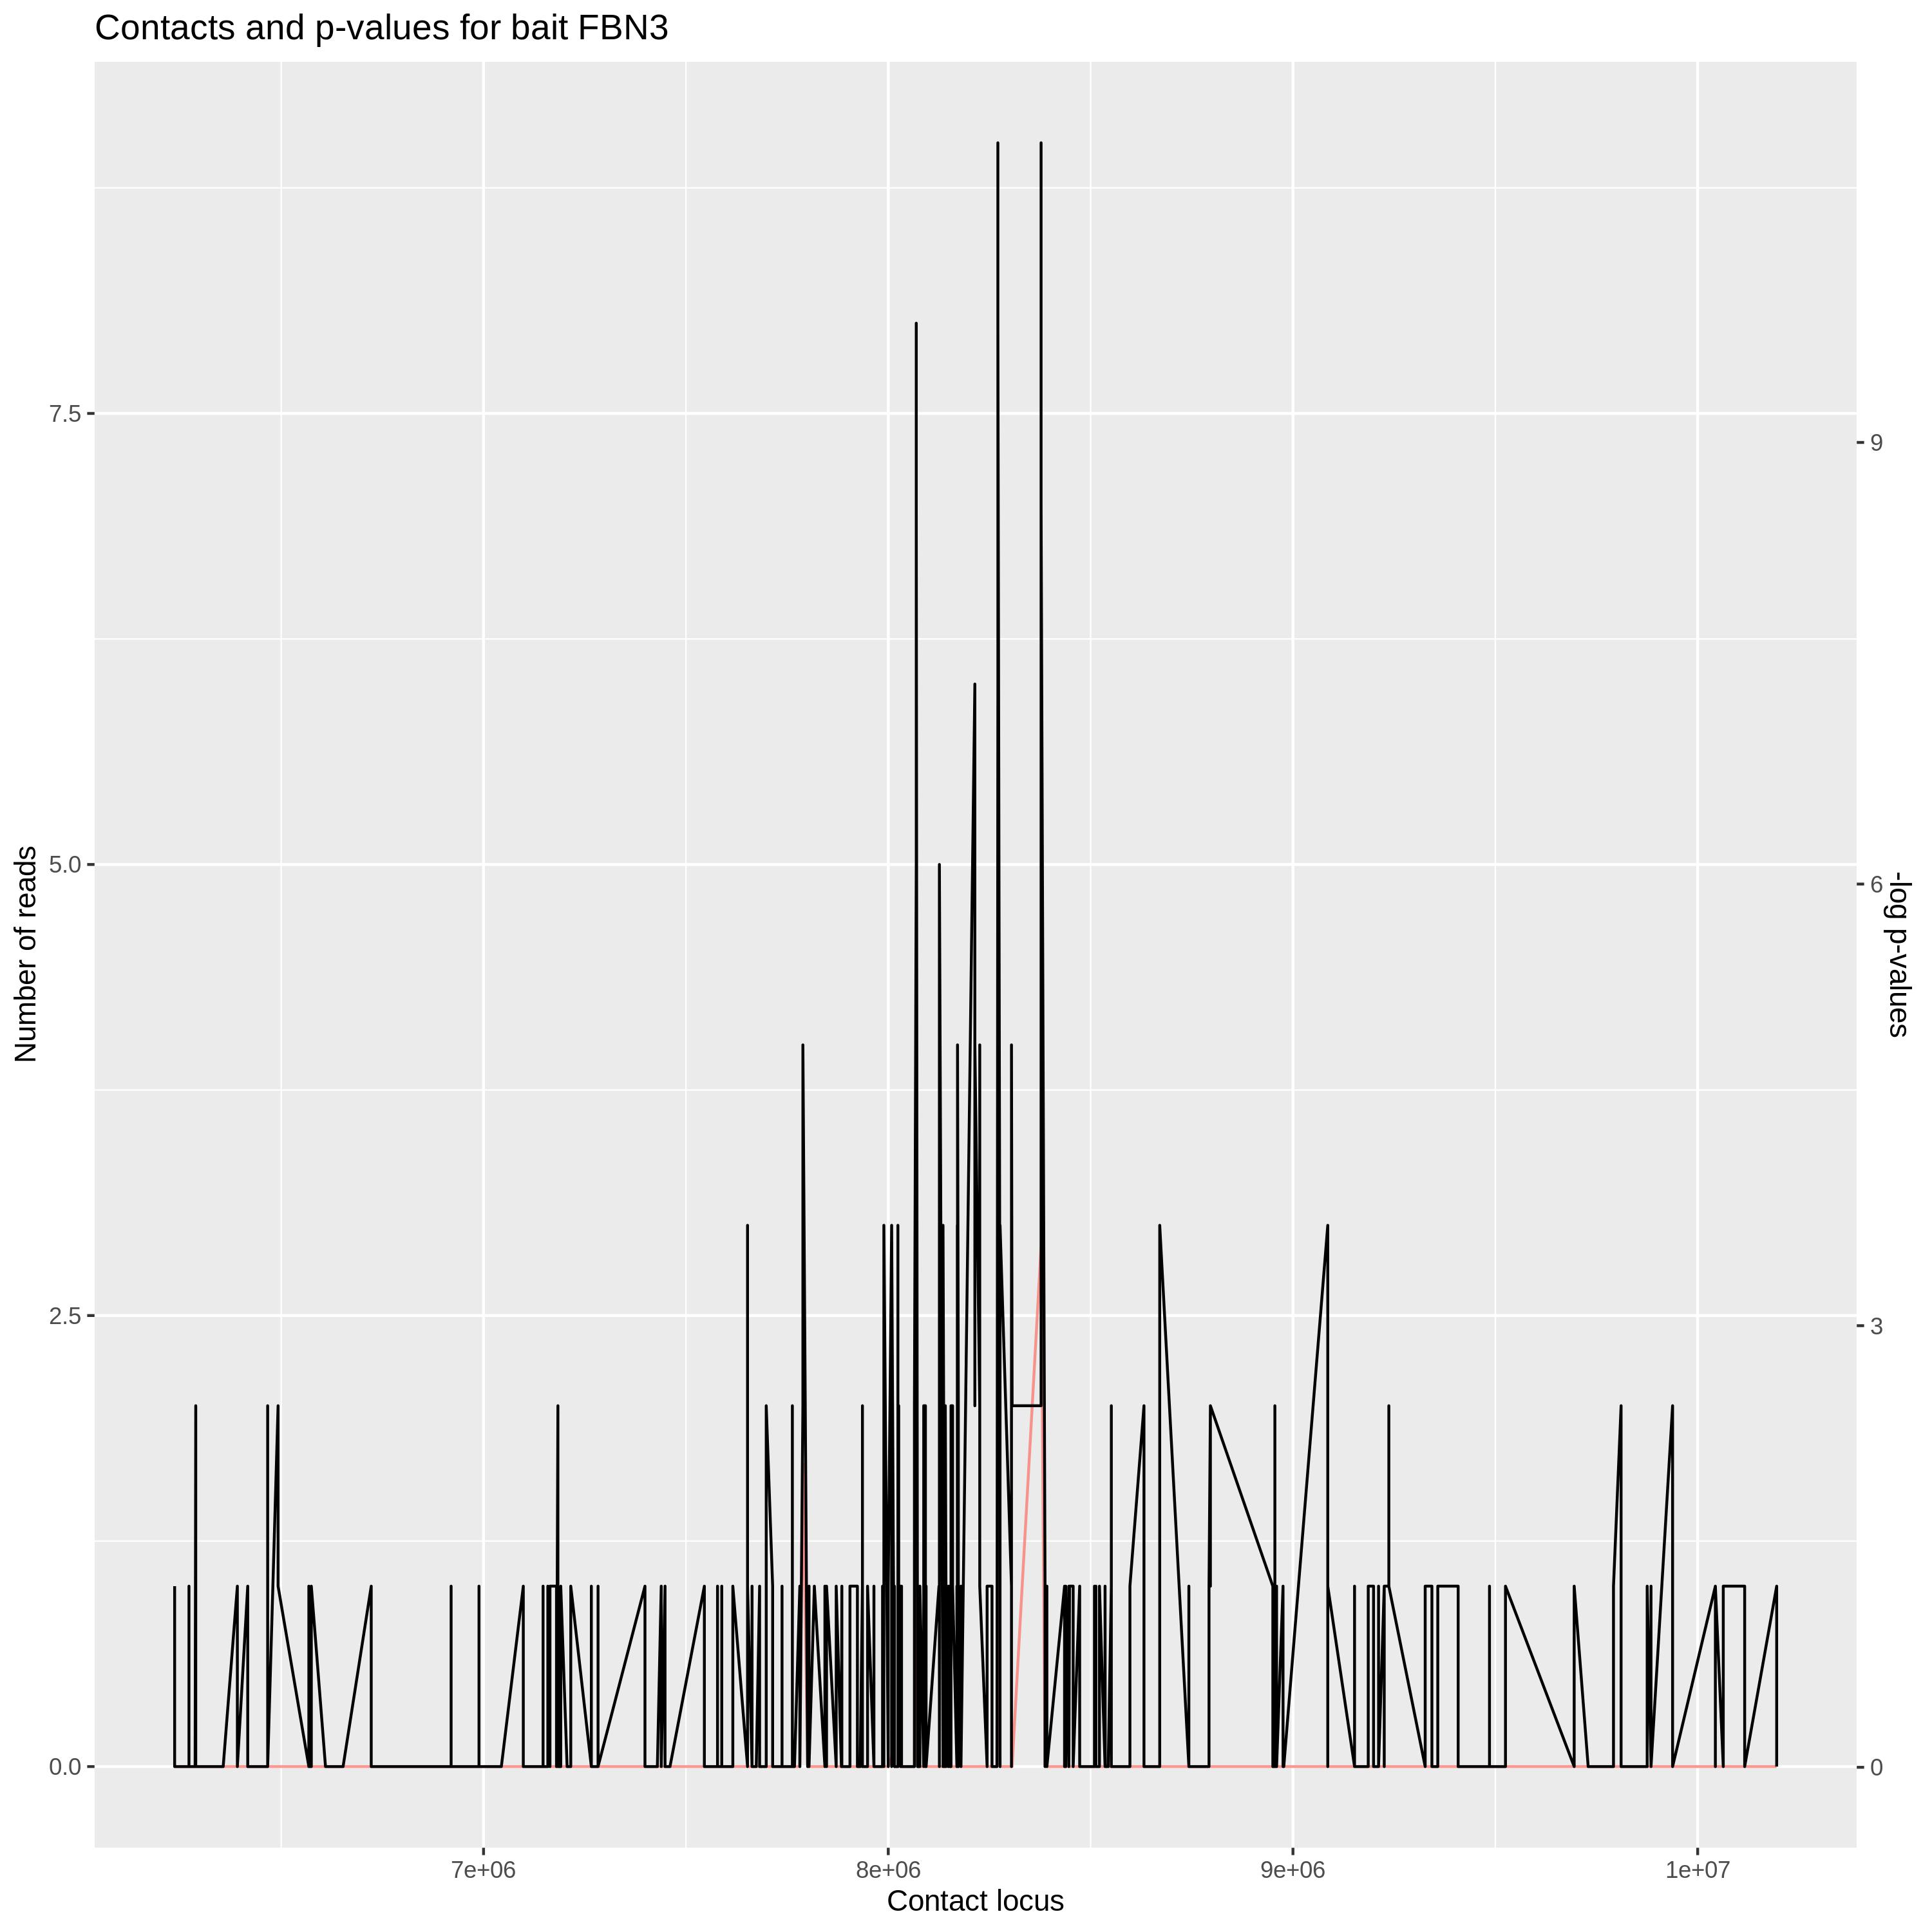 Contacts and p-values for bait FBN3
7.5
5.0
2.5
0.0
Number of reads
9
6
3
0
-log p-values
7e+06
8e+06
9e+06
1e+07
Contact locus